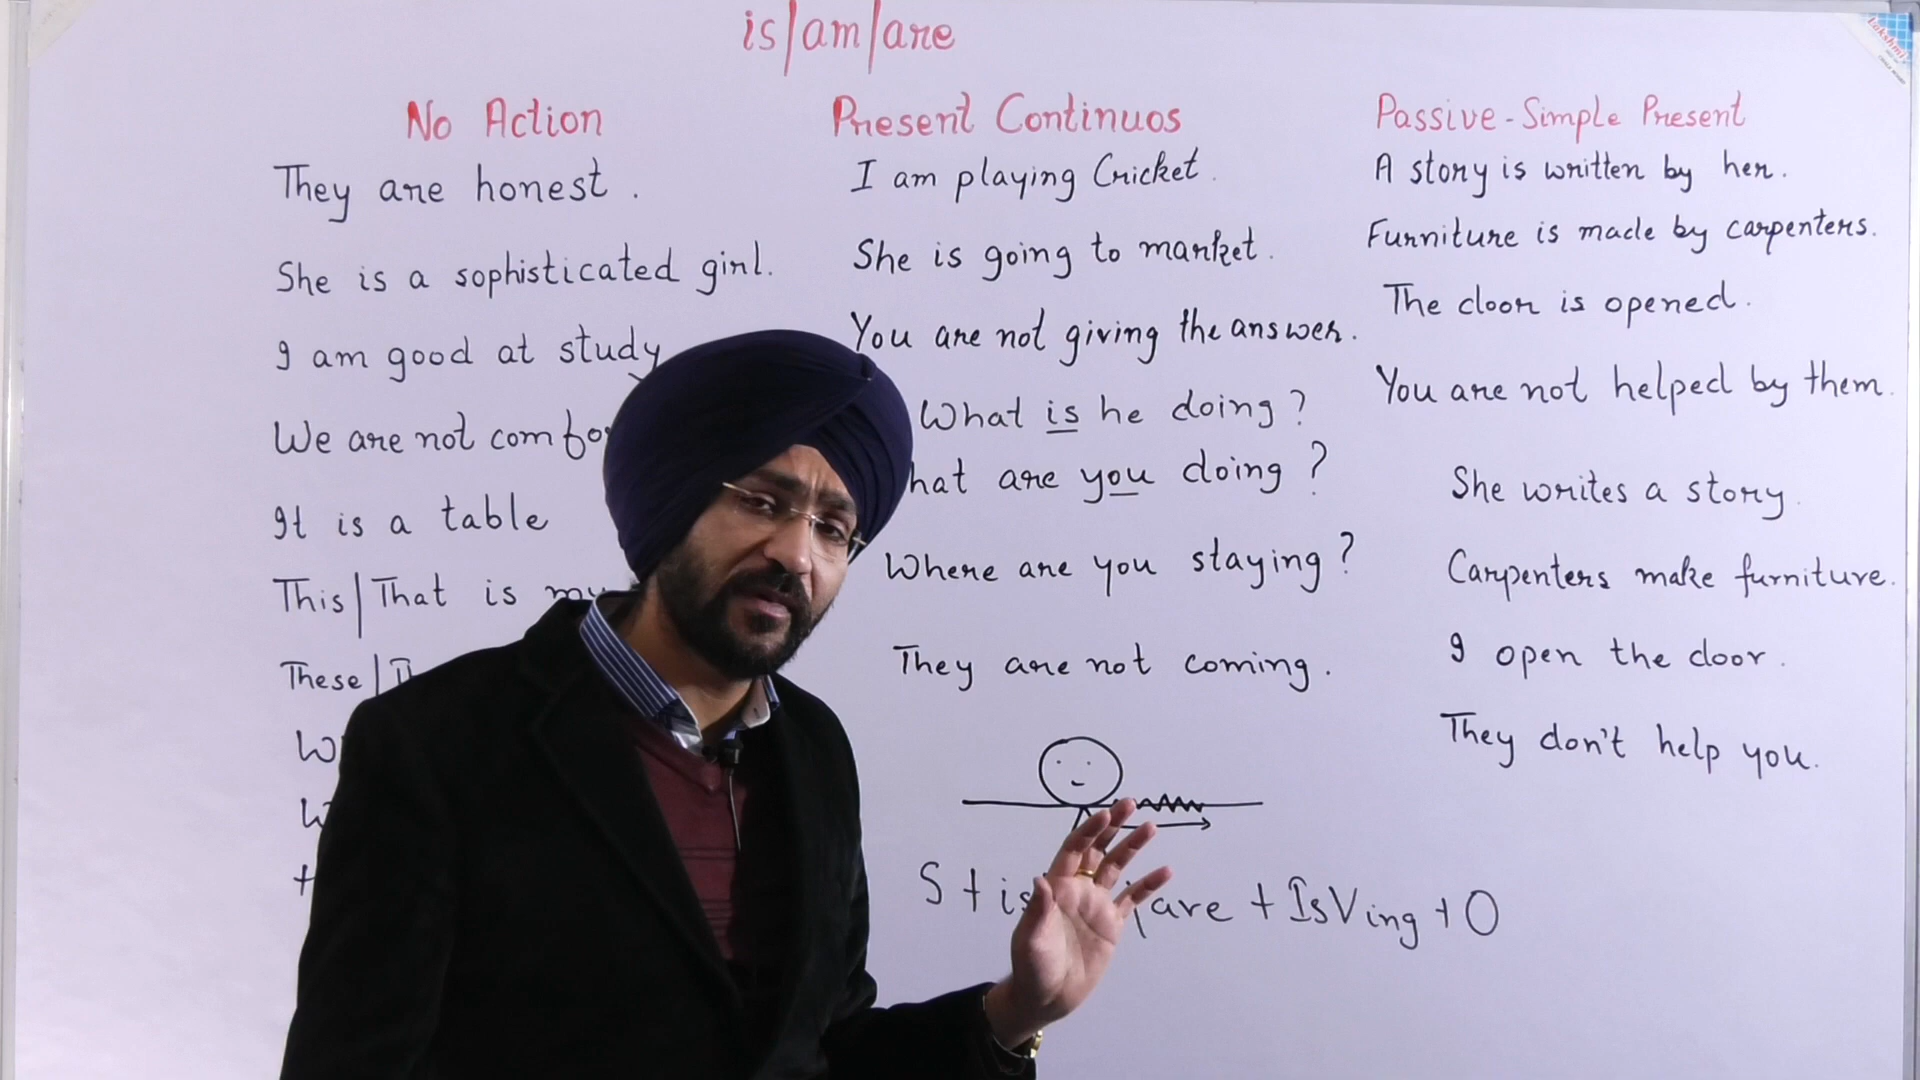 is|am|are
No Action
They are honest.
She is a sophisticated girl.
I am good at study
We are not
It is a table
This|That is my
These|
Present Continuos
I am playing Cricket.
She is going to market.
You are not giving the answer.
What is he doing?
are you doing?
Where are you staying?
They are not coming.
S + is are + IsVing + O
Passive - Simple Present
A story is written by her.
Furniture is made by carpenters.
The door is opened.
You are not helped by them.
She writes a story.
Carpenters make furniture.
I open the door.
They don't help you.
Lakshmi